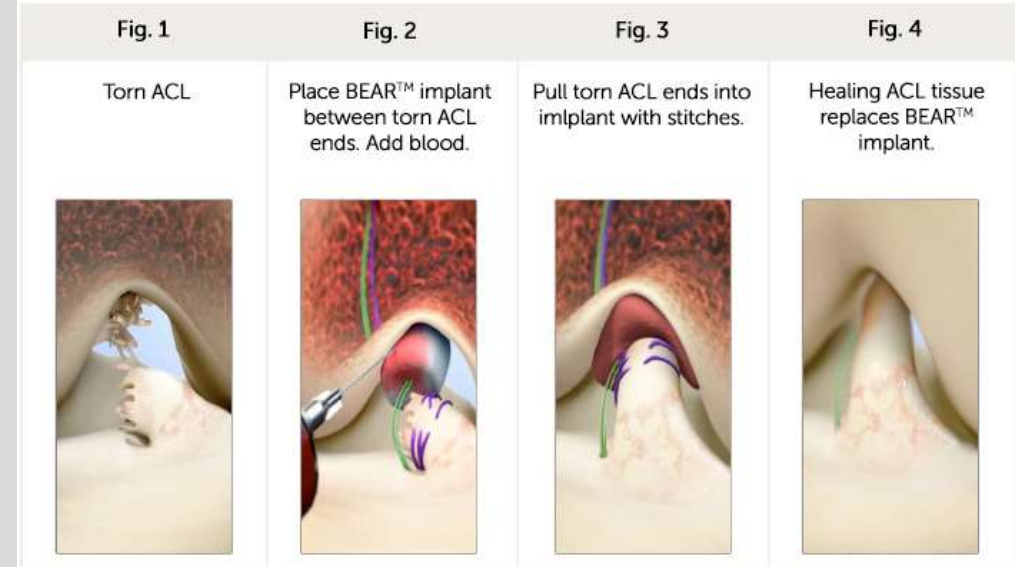 Fig. 1
Fig. 2
Fig. 3
Fig. 4
Torn ACL
Place BEAR™ implant
between torn ACL
ends. Add blood.
Pull torn ACL ends into
imlplant with stitches.
Healing ACL tissue
replaces BEAR™
implant.